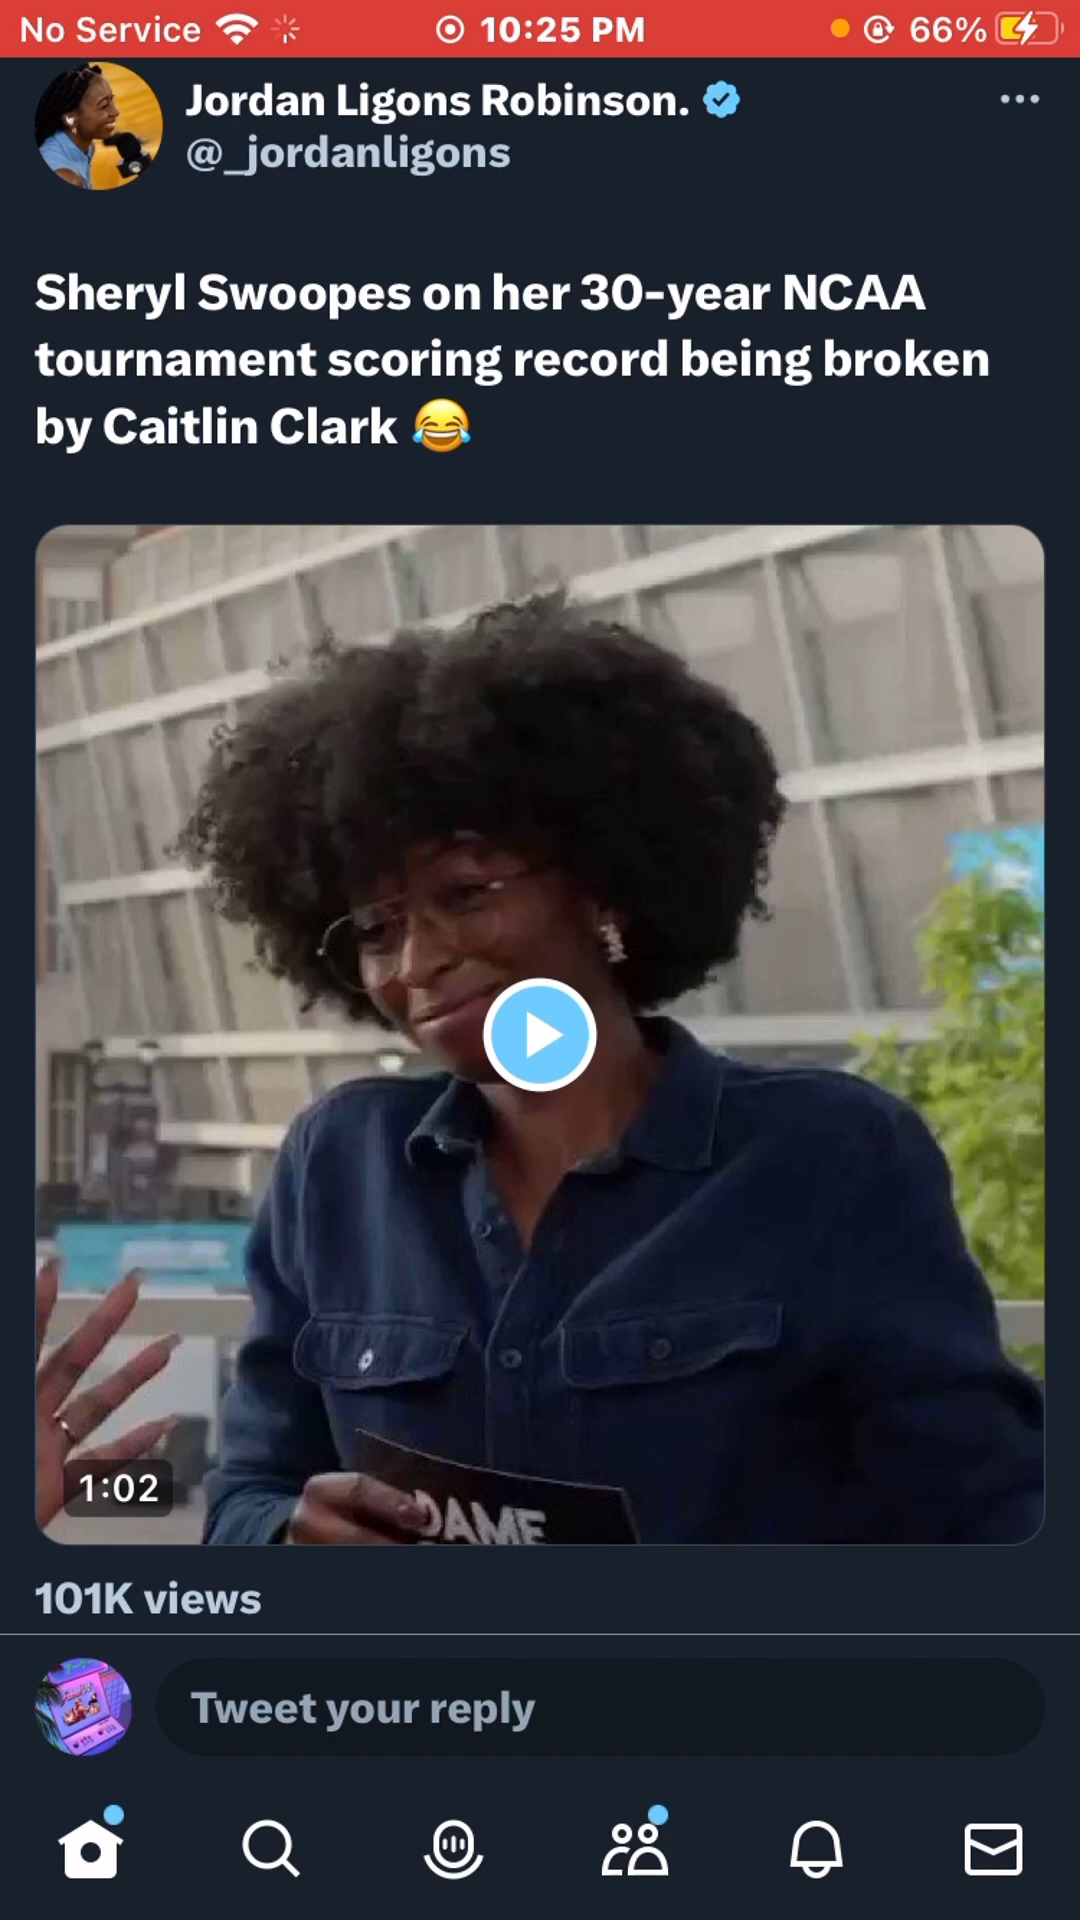 No Service 10:25 PM 66%
Jordan Ligons Robinson.
@_jordanligons
Sheryl Swoopes on her 30-year NCAA
tournament scoring record being broken
by Caitlin Clark 😂
1:02
DAME
101K views
Tweet your reply